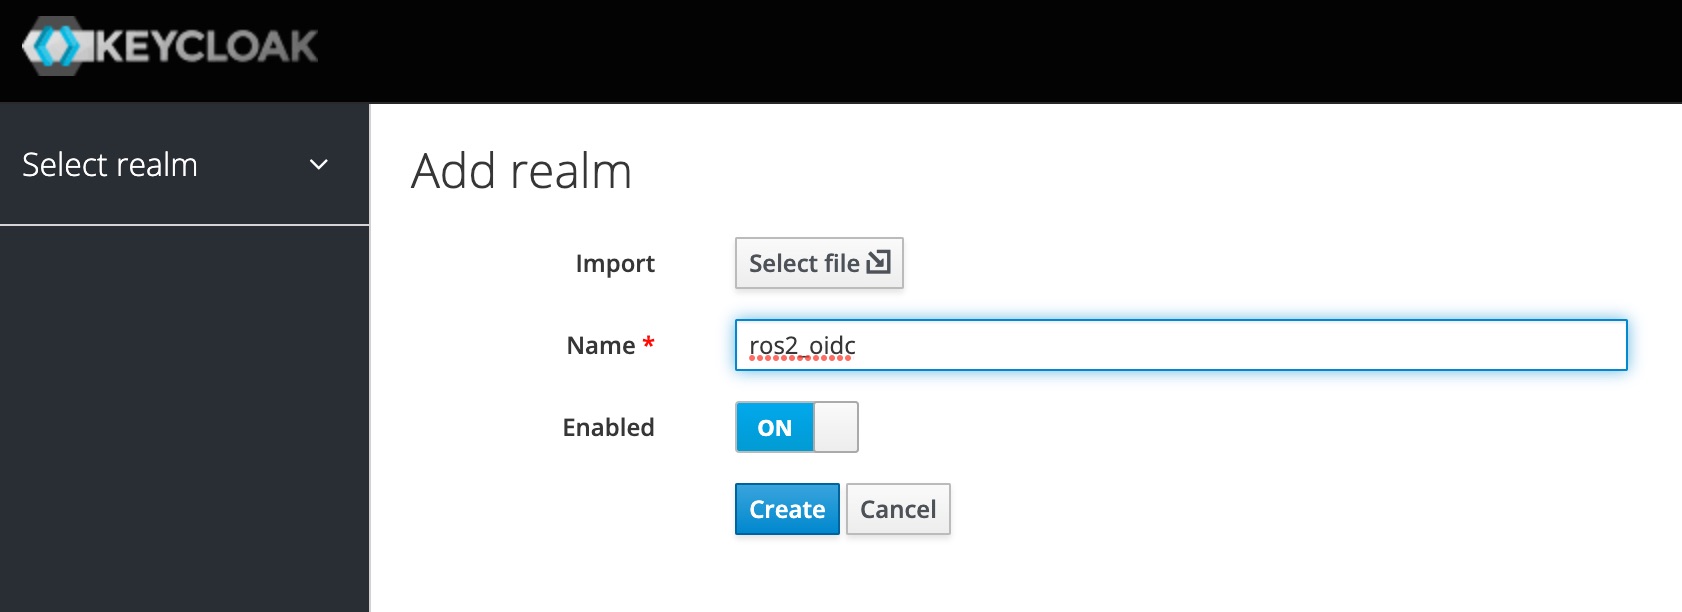 KEYCLOAK
Select realm
Add realm
Import
Select file
Name *
ros2_oidc
Enabled
ON
Create
Cancel